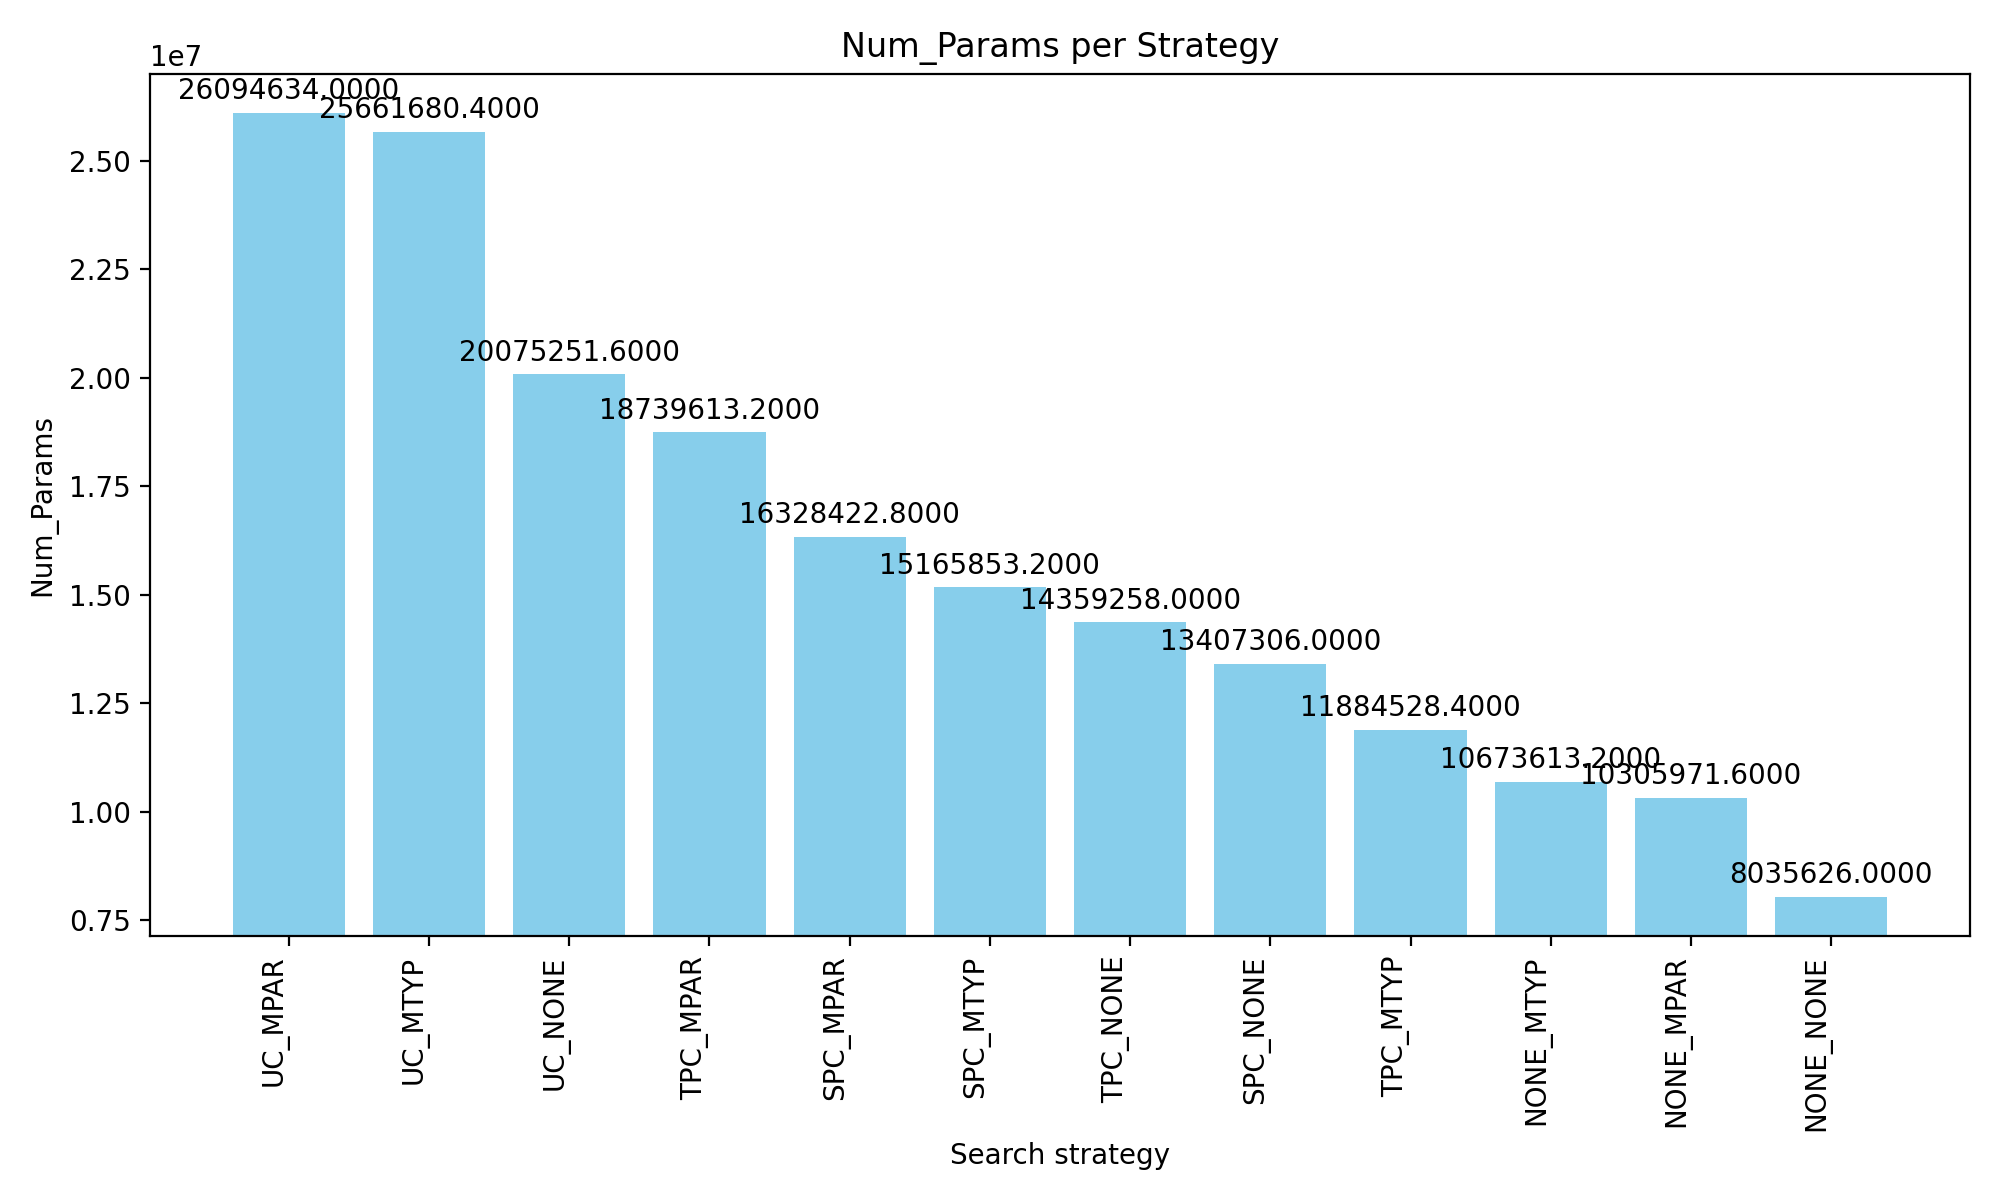 Num_Params per Strategy
1e7
26094634.0000
25661680.4000
20075251.6000
18739613.2000
16328422.8000
15165853.2000
14359258.0000
13407306.0000
11884528.4000
10673613.2000
10305971.6000
8035626.0000
2.50
2.25
2.00
1.75
1.50
1.25
1.00
0.75
Num_Params
UC_MPAR
UC_MTYP
UC_NONE
TPC_MPAR
SPC_MPAR
SPC_MTYP
TPC_NONE
SPC_NONE
TPC_MTYP
NONE_MTYP
NONE_MPAR
NONE_NONE
Search strategy